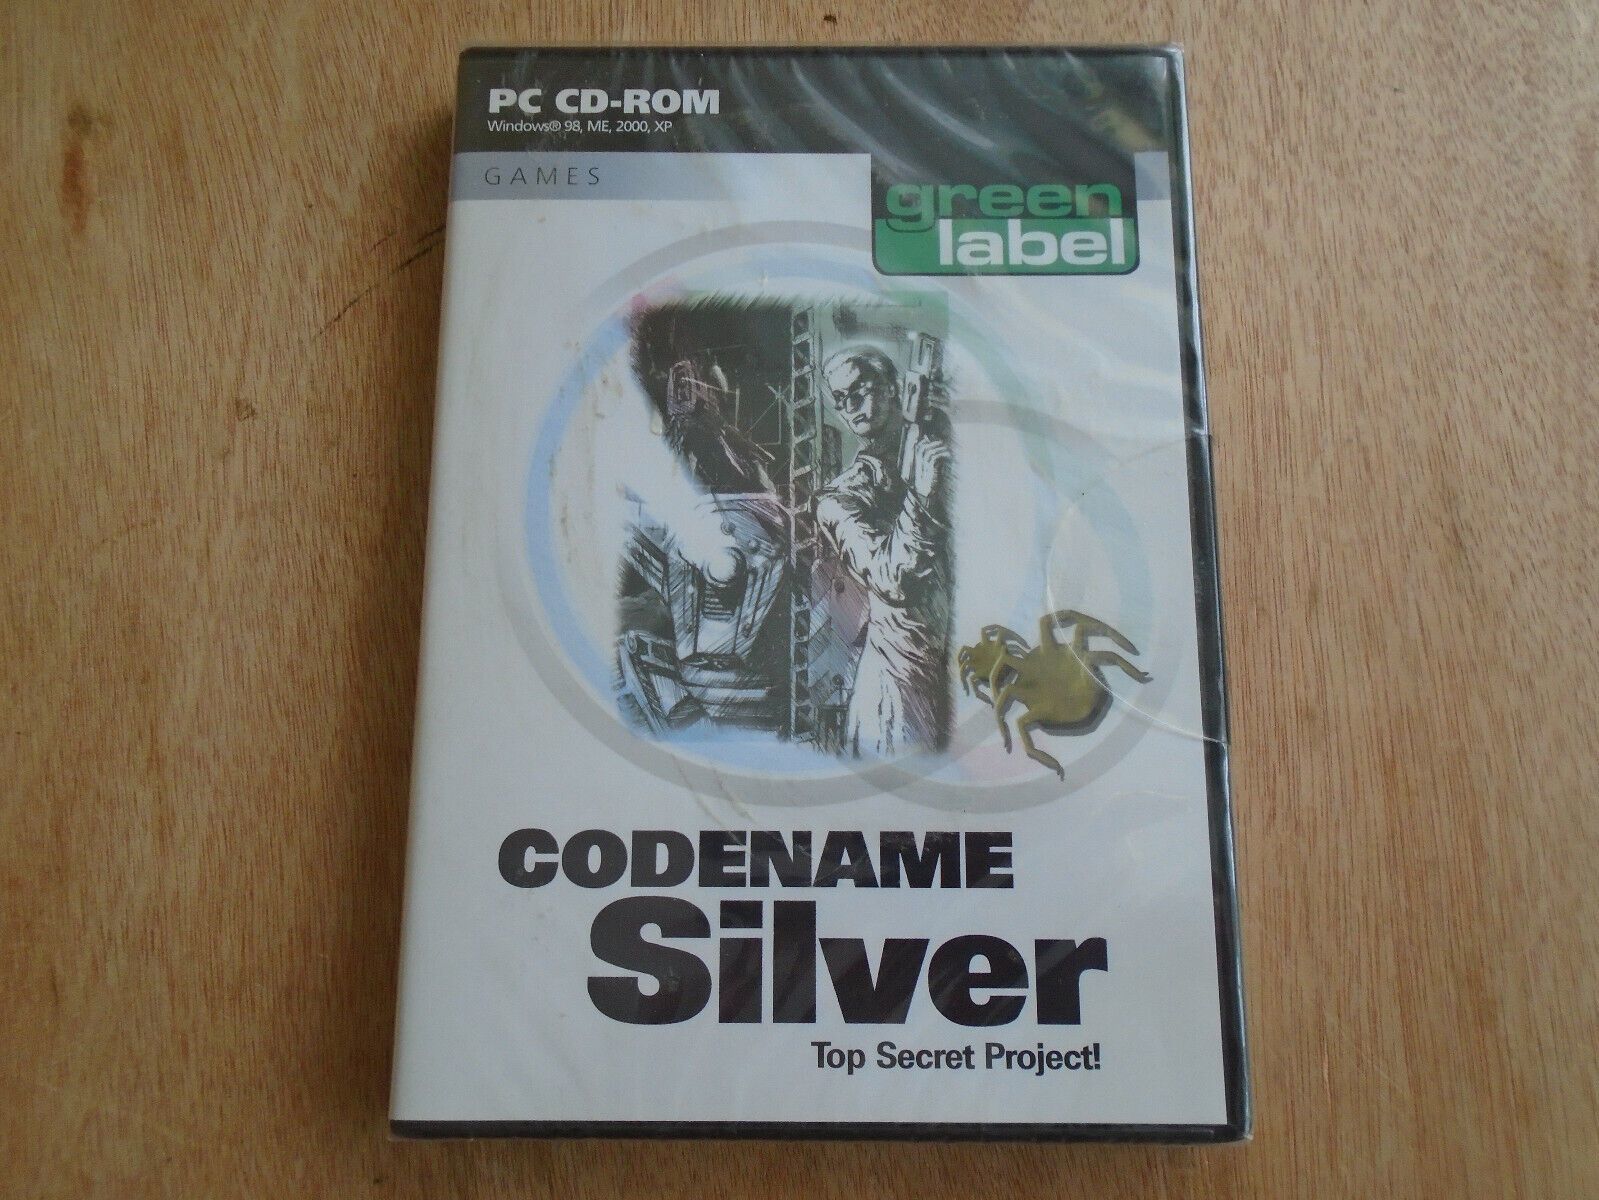 PC CD-ROM
Windows® 98, ME, 2000, XP
GAMES
green
label
CODENAME
Silver
Top Secret Project!